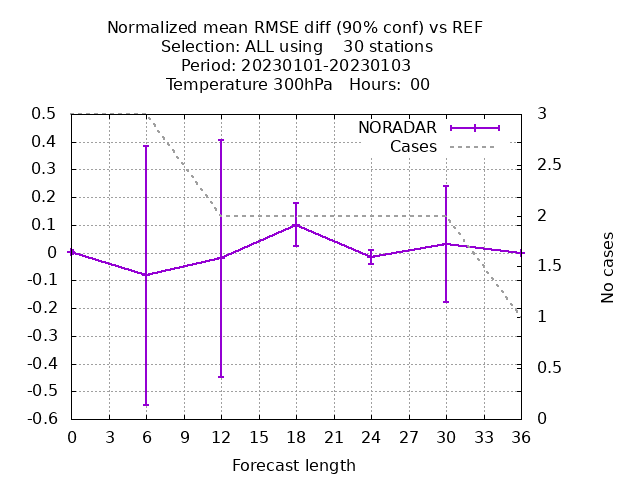 Normalized mean RMSE diff (90% conf) vs REF
Selection: ALL using    30 stations
Period: 20230101-20230103
Temperature 300hPa   Hours:  00
NORADAR
Cases
0.5
0.4
0.3
0.2
0.1
0
-0.1
-0.2
-0.3
-0.4
-0.5
-0.6
3
2.5
2
1.5
1
0.5
0
No cases
0 3 6 9 12 15 18 21 24 27 30 33 36
Forecast length